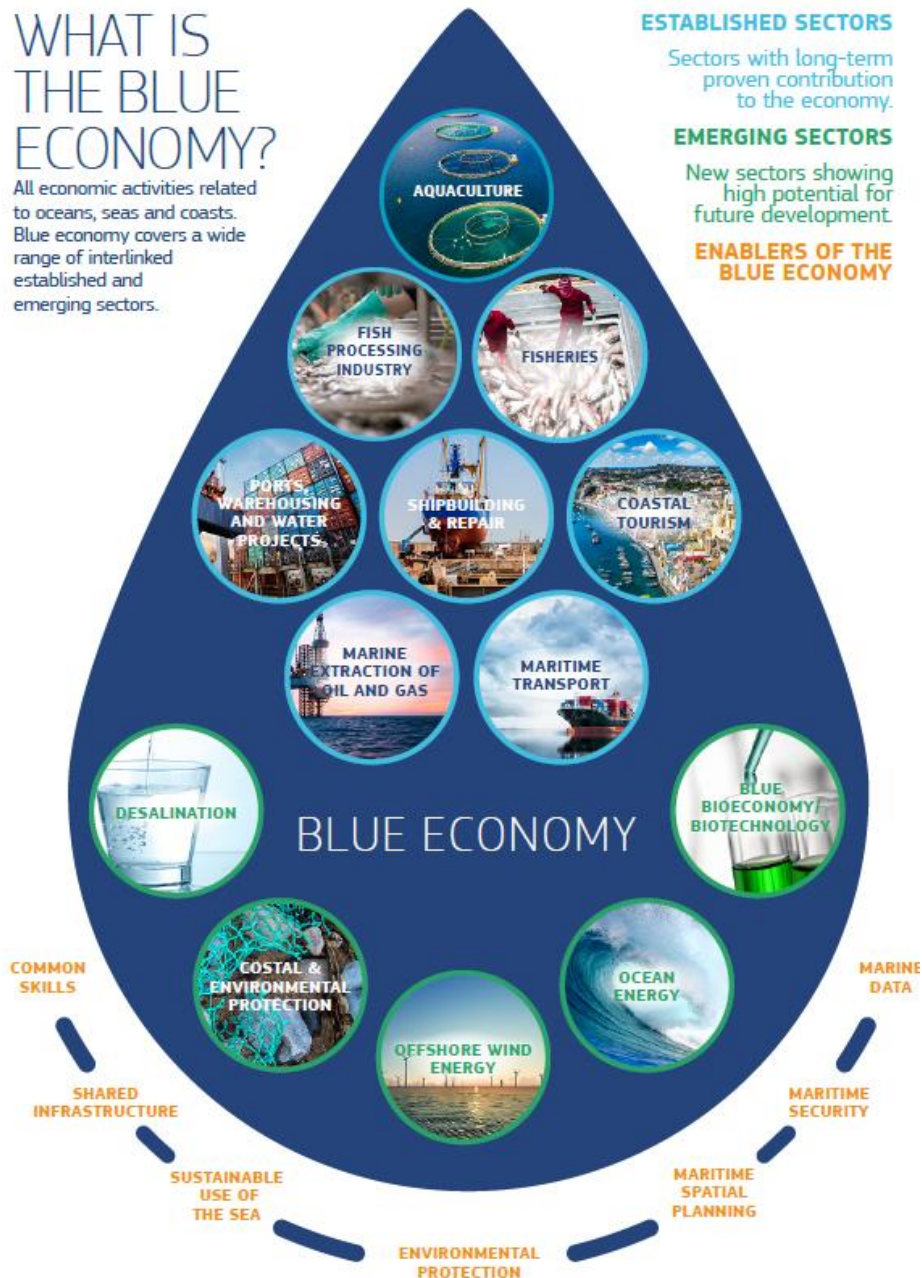 WHAT IS
THE BLUE
ECONOMY?
All economic activities related
to oceans, seas and coasts.
Blue economy covers a wide
range of interlinked
established and
emerging sectors.
ESTABLISHED SECTORS
Sectors with long-term
proven contribution
to the economy.
EMERGING SECTORS
New sectors showing
high potential for
future development.
ENABLERS OF THE
BLUE ECONOMY
AQUACULTURE
FISH
PROCESSING
INDUSTRY
FISHERIES
PORTS,
WAREHOUSING
AND WATER
PROJECTS.
SHIPBUILDING
& REPAIR
COASTAL
TOURISM
MARINE
EXTRACTION OF
OIL AND GAS
MARITIME
TRANSPORT
DESALINATION
BLUE ECONOMY
BLUE
BIOECONOMY/
BIOTECHNOLOGY
COSTAL &
ENVIRONMENTAL
PROTECTION
OFFSHORE WIND
ENERGY
OCEAN
ENERGY
COMMON
SKILLS
SHARED
INFRASTRUCTURE
SUSTAINABLE
USE OF
THE SEA
ENVIRONMENTAL
PROTECTION
MARITIME
SPATIAL
PLANNING
MARITIME
SECURITY
MARINE
DATA